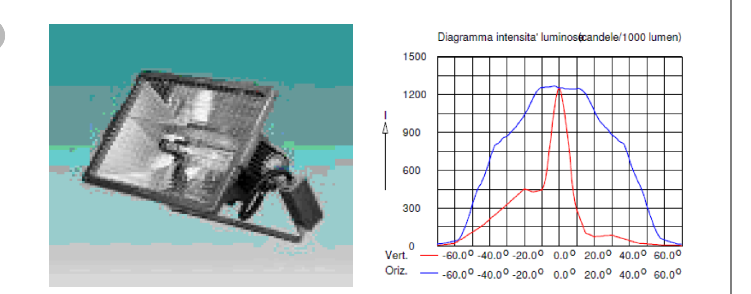 Diagramma intensita' luminose(candele/1000 lumen)
1500
1200
I
900
600
300
0
Vert. -60.0° -40.0° -20.0° 0.0° 20.0° 40.0° 60.0°
Oriz. -60.0° -40.0° -20.0° 0.0° 20.0° 40.0° 60.0°